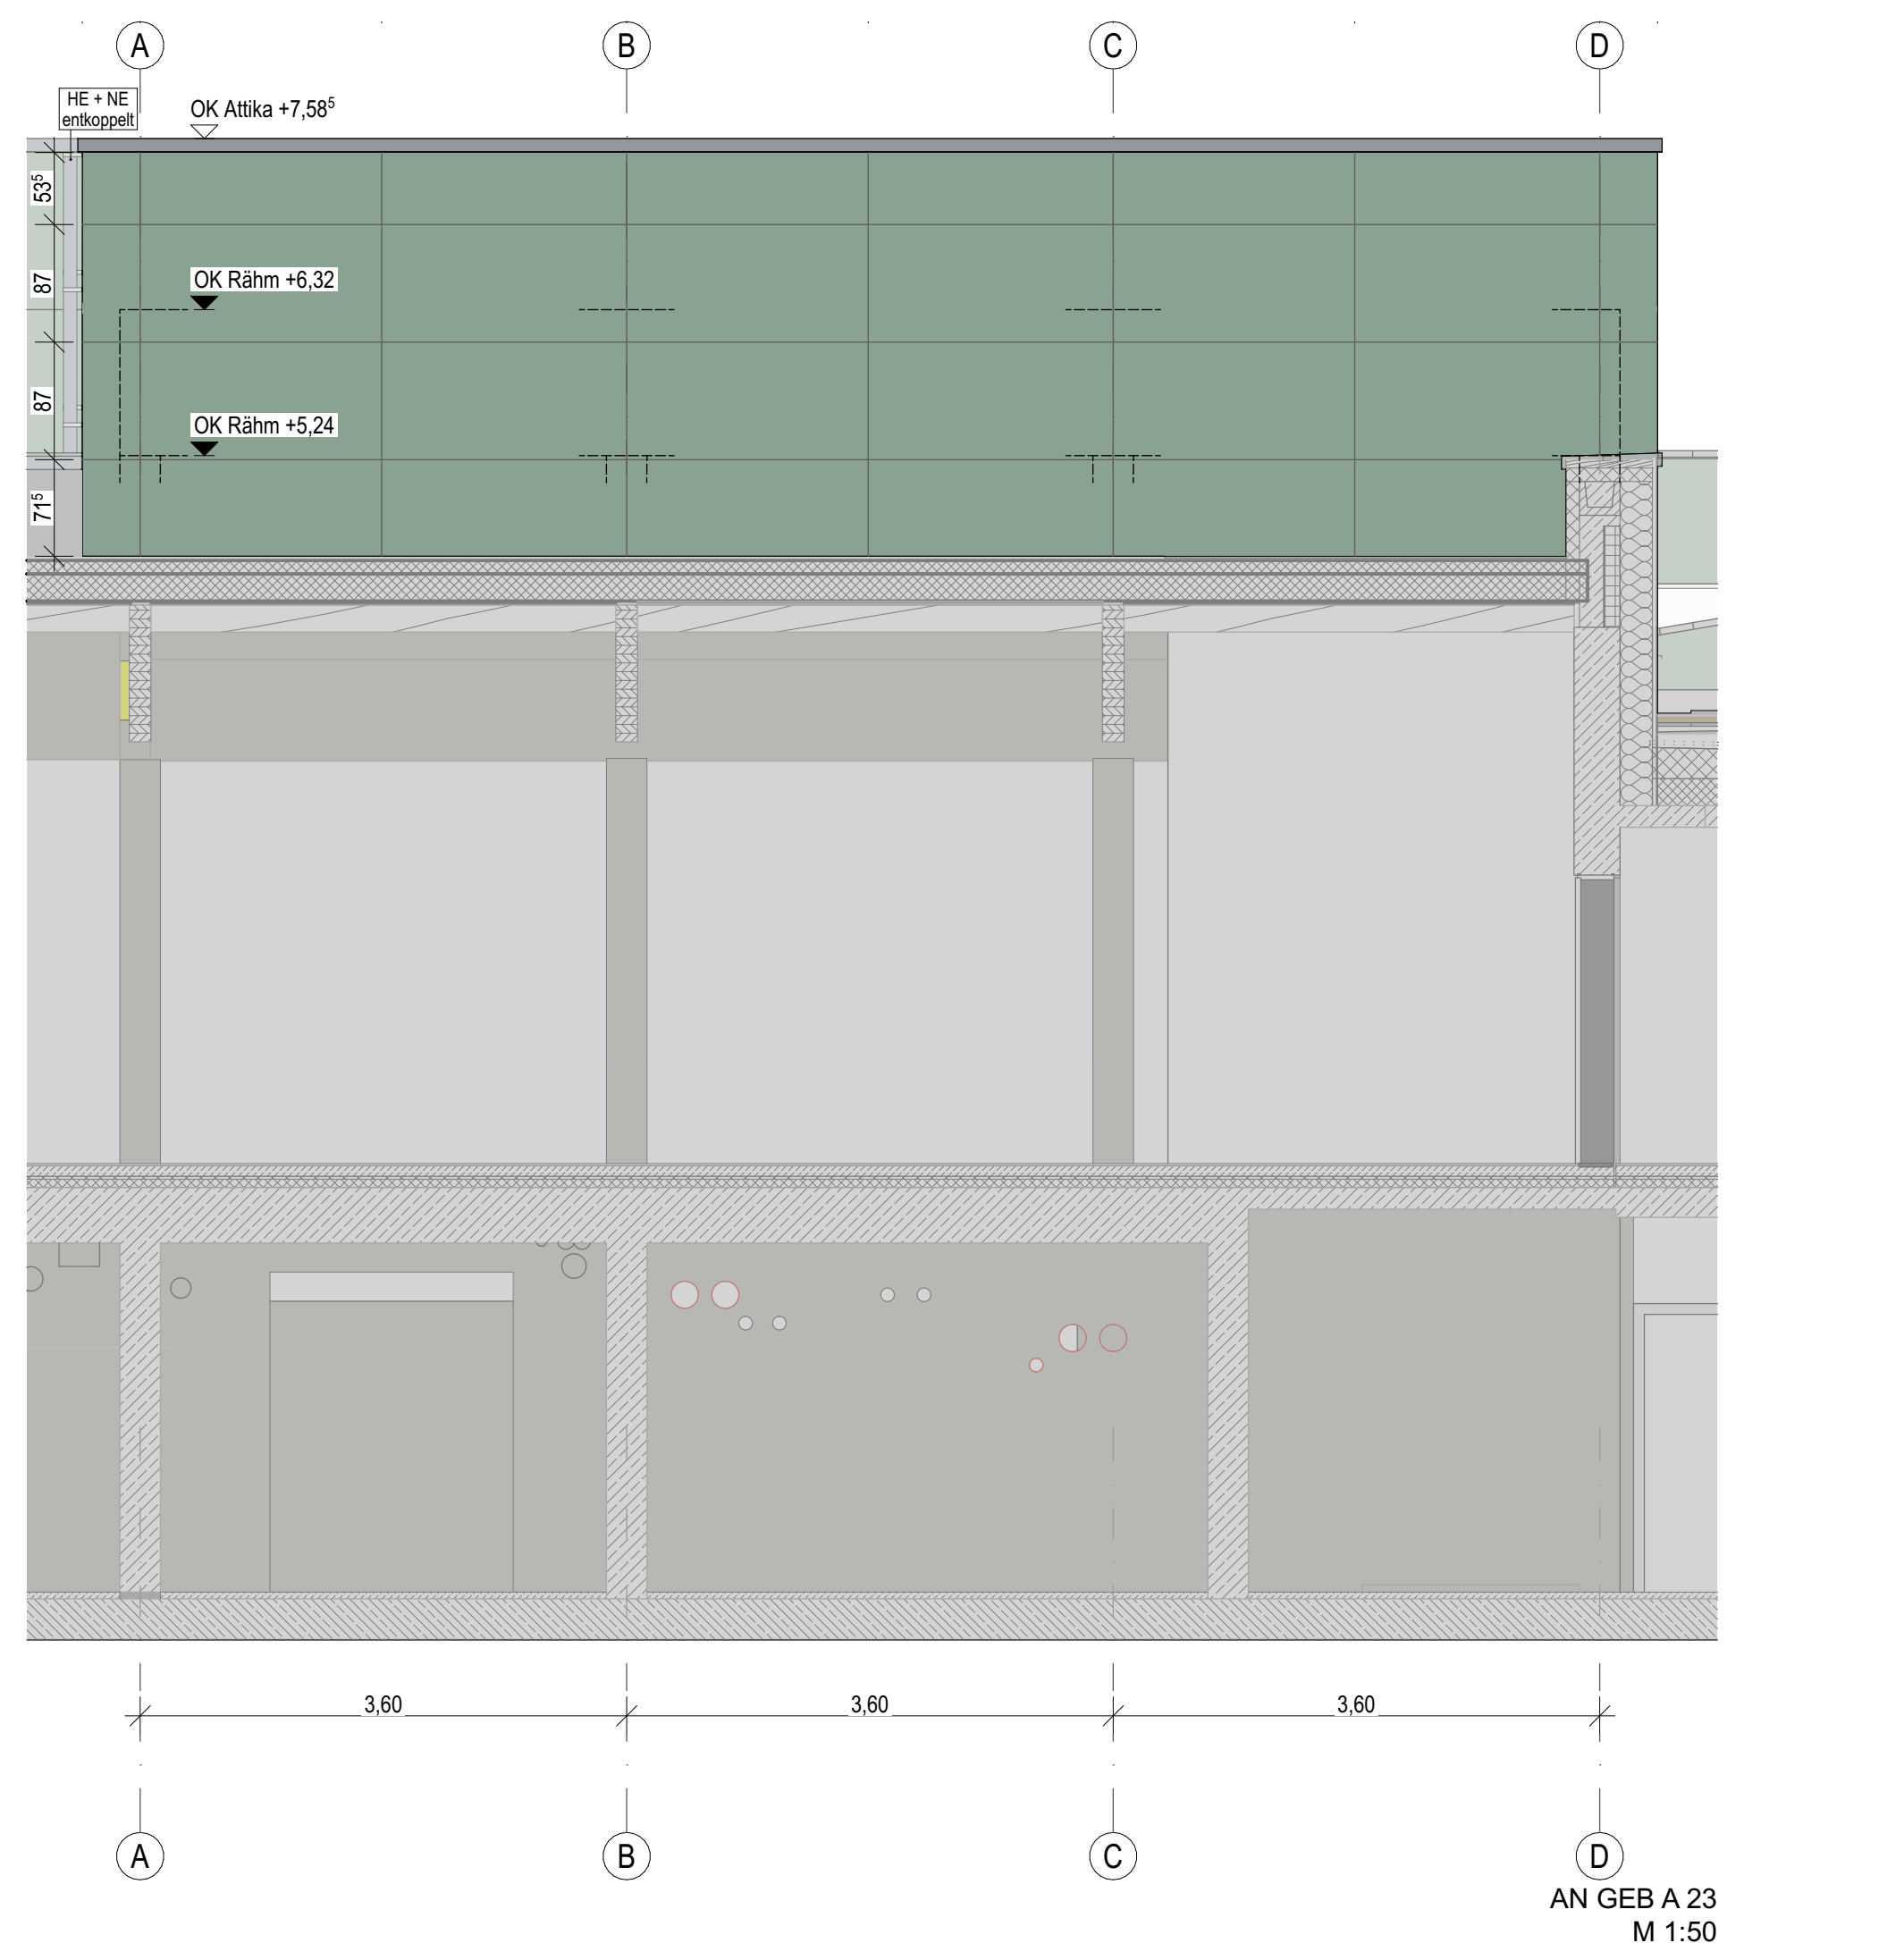 A
B
C
D
HE + NE
entkoppelt
OK Attika +7,58⁵
53⁵
87
OK Rähm +6,32
87
OK Rähm +5,24
71⁵
3,60
3,60
3,60
A
B
C
D
AN GEB A 23
M 1:50